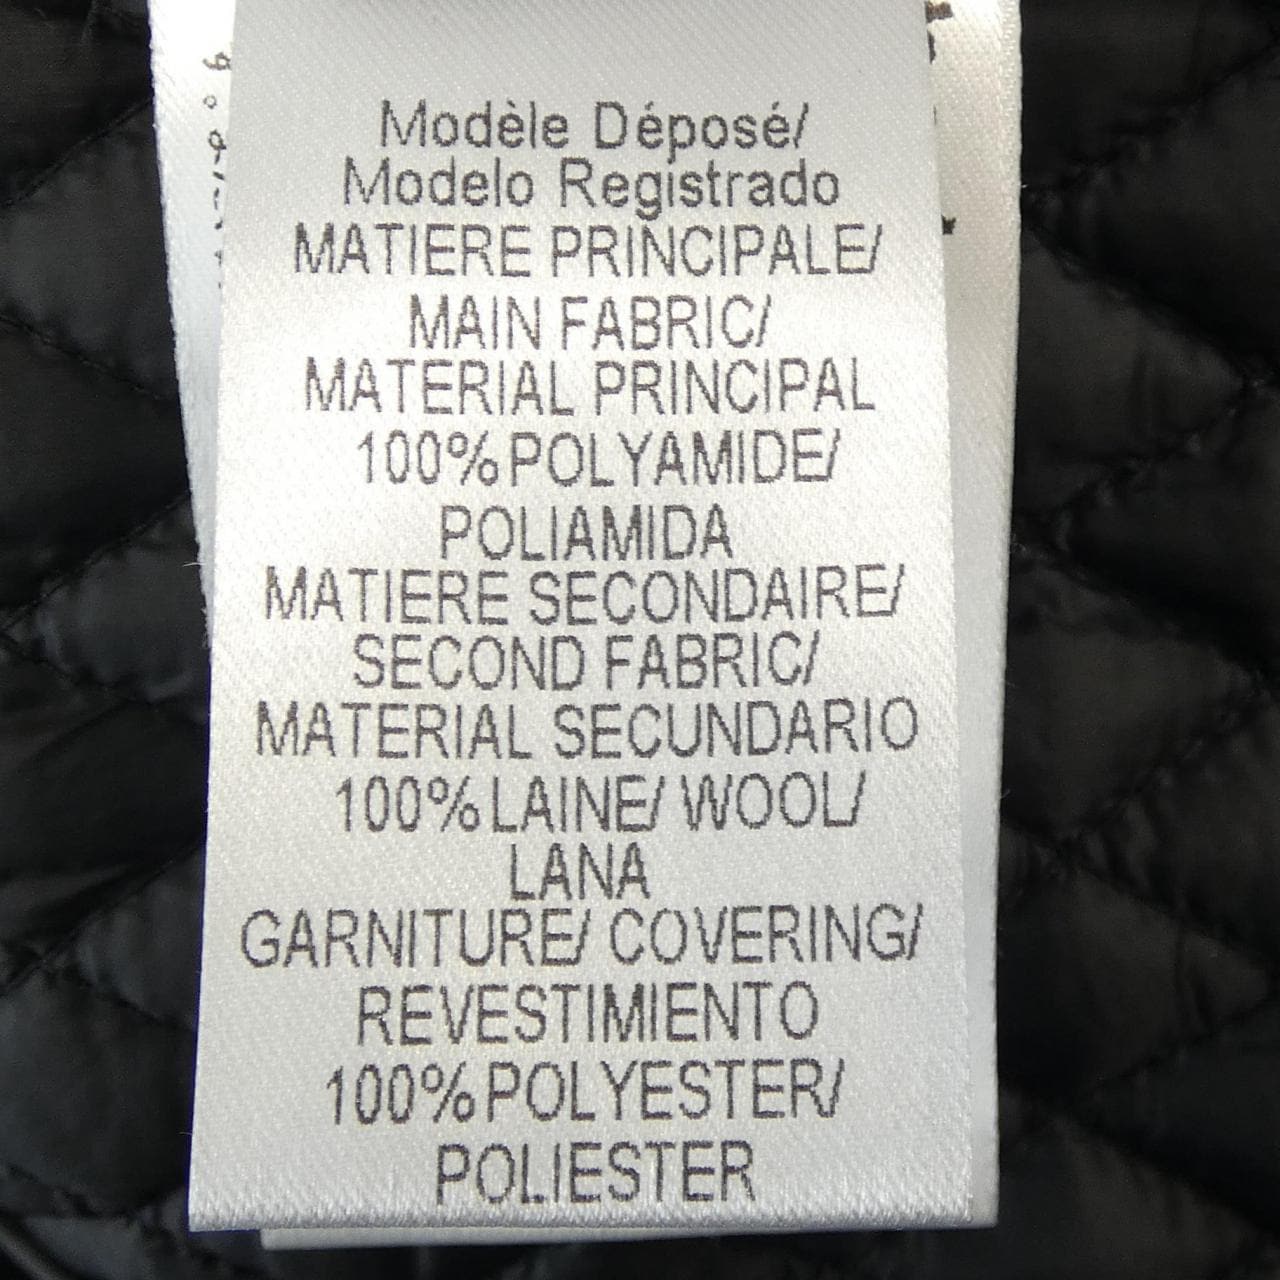 Modèle Déposé/
Modelo Registrado
MATIERE PRINCIPALE/
MAIN FABRIC/
MATERIAL PRINCIPAL
100% POLYAMIDE/
POLIAMIDA
MATIERE SECONDAIRE/
SECOND FABRIC/
MATERIAL SECUNDARIO
100% LAINE/ WOOL/
LANA
GARNITURE/ COVERING/
REVESTIMIENTO
100% POLYESTER/
POLIESTER